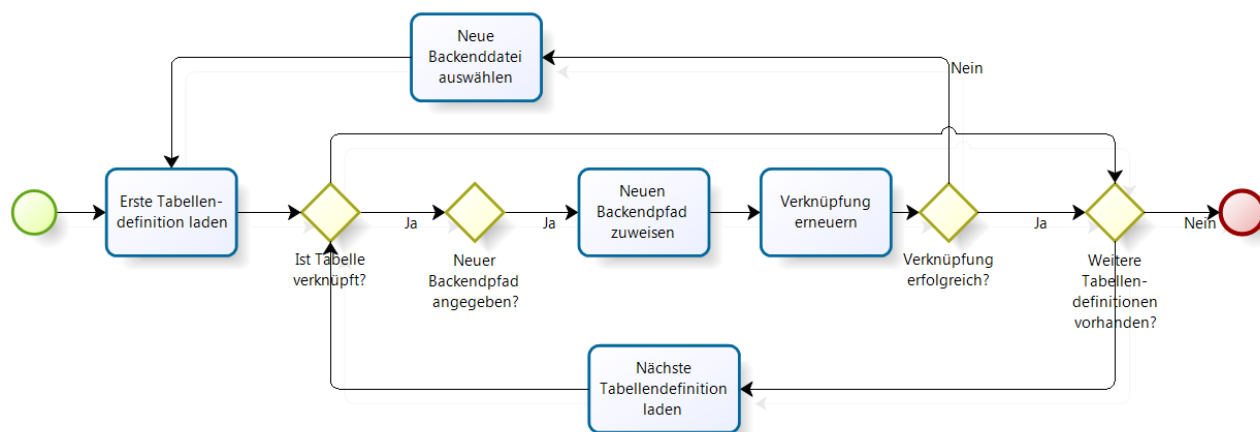 Neue
Backenddatei
auswählen
Nein
Erste Tabellen-
definition laden
Ist Tabelle
verknüpft?
Ja
Neuer
Backendpfad
angegeben?
Ja
Neuen
Backendpfad
zuweisen
Verknüpfung
erneuern
Verknüpfung
erfolgreich?
Ja
Weitere
Tabellen-
definitionen
vorhanden?
Nein
Nächste
Tabellendefinition
laden